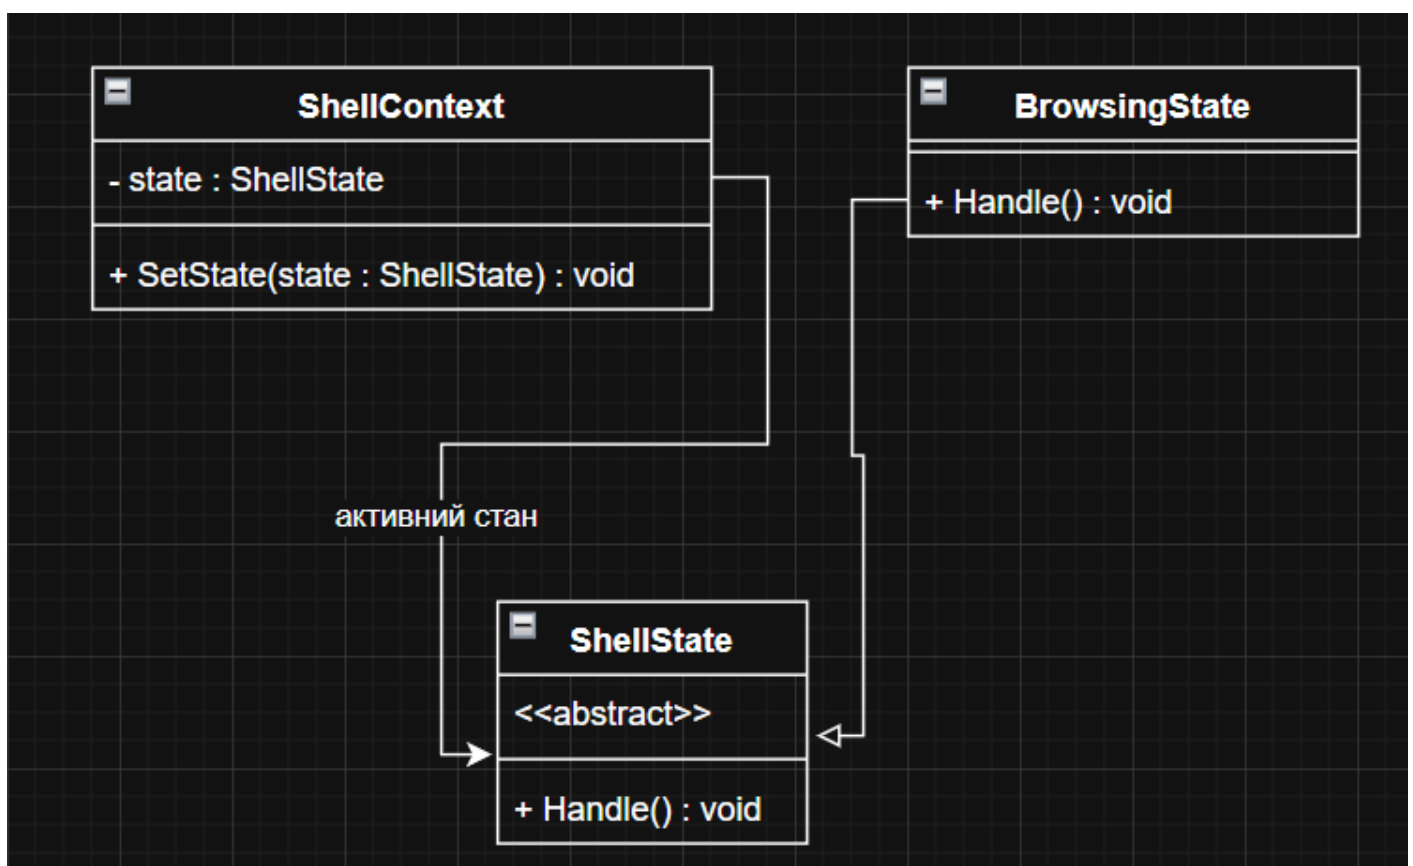 ShellContext
- state : ShellState
+ SetState(state : ShellState) : void
BrowsingState
+ Handle() : void
активний стан
ShellState
<<abstract>>
+ Handle() : void